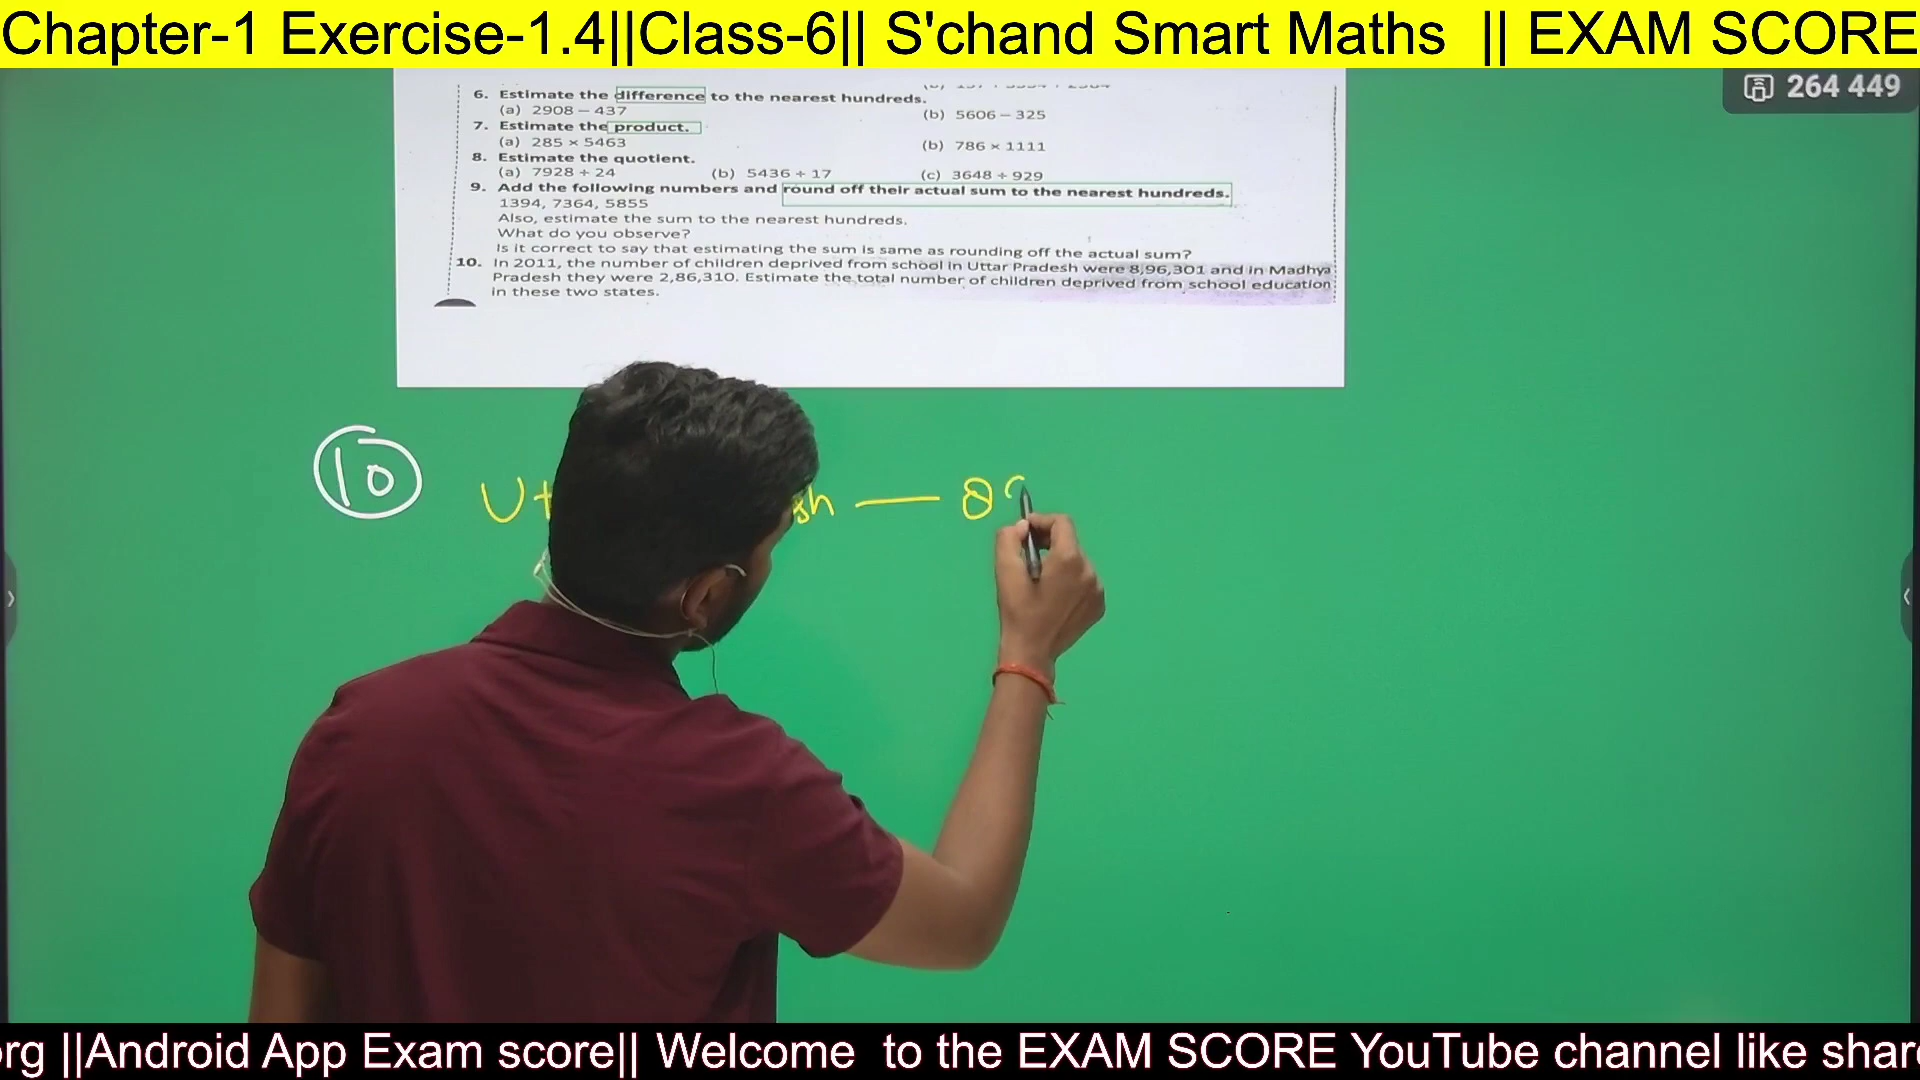 Chapter-1 Exercise-1.4||Class-6|| S'chand Smart Maths || EXAM SCORE
264 449
6. Estimate the difference to the nearest hundreds.
(a) 2908 – 437 (b) 5606 – 325
7. Estimate the product.
(a) 285 × 5463 (b) 786 × 1111
8. Estimate the quotient.
(a) 7928 ÷ 24 (b) 5436 ÷ 17 (c) 3648 ÷ 929
9. Add the following numbers and round off their actual sum to the nearest hundreds.
1394, 7364, 5855
Also, estimate the sum to the nearest hundreds.
What do you observe?
Is it correct to say that estimating the sum is same as rounding off the actual sum?
10. In 2011, the number of children deprived from school in Uttar Pradesh were 8,96,301 and in Madhya
Pradesh they were 2,86,310. Estimate the total number of children deprived from school education
in these two states.
10
— 8
||Android App Exam score|| Welcome to the EXAM SCORE YouTube channel like